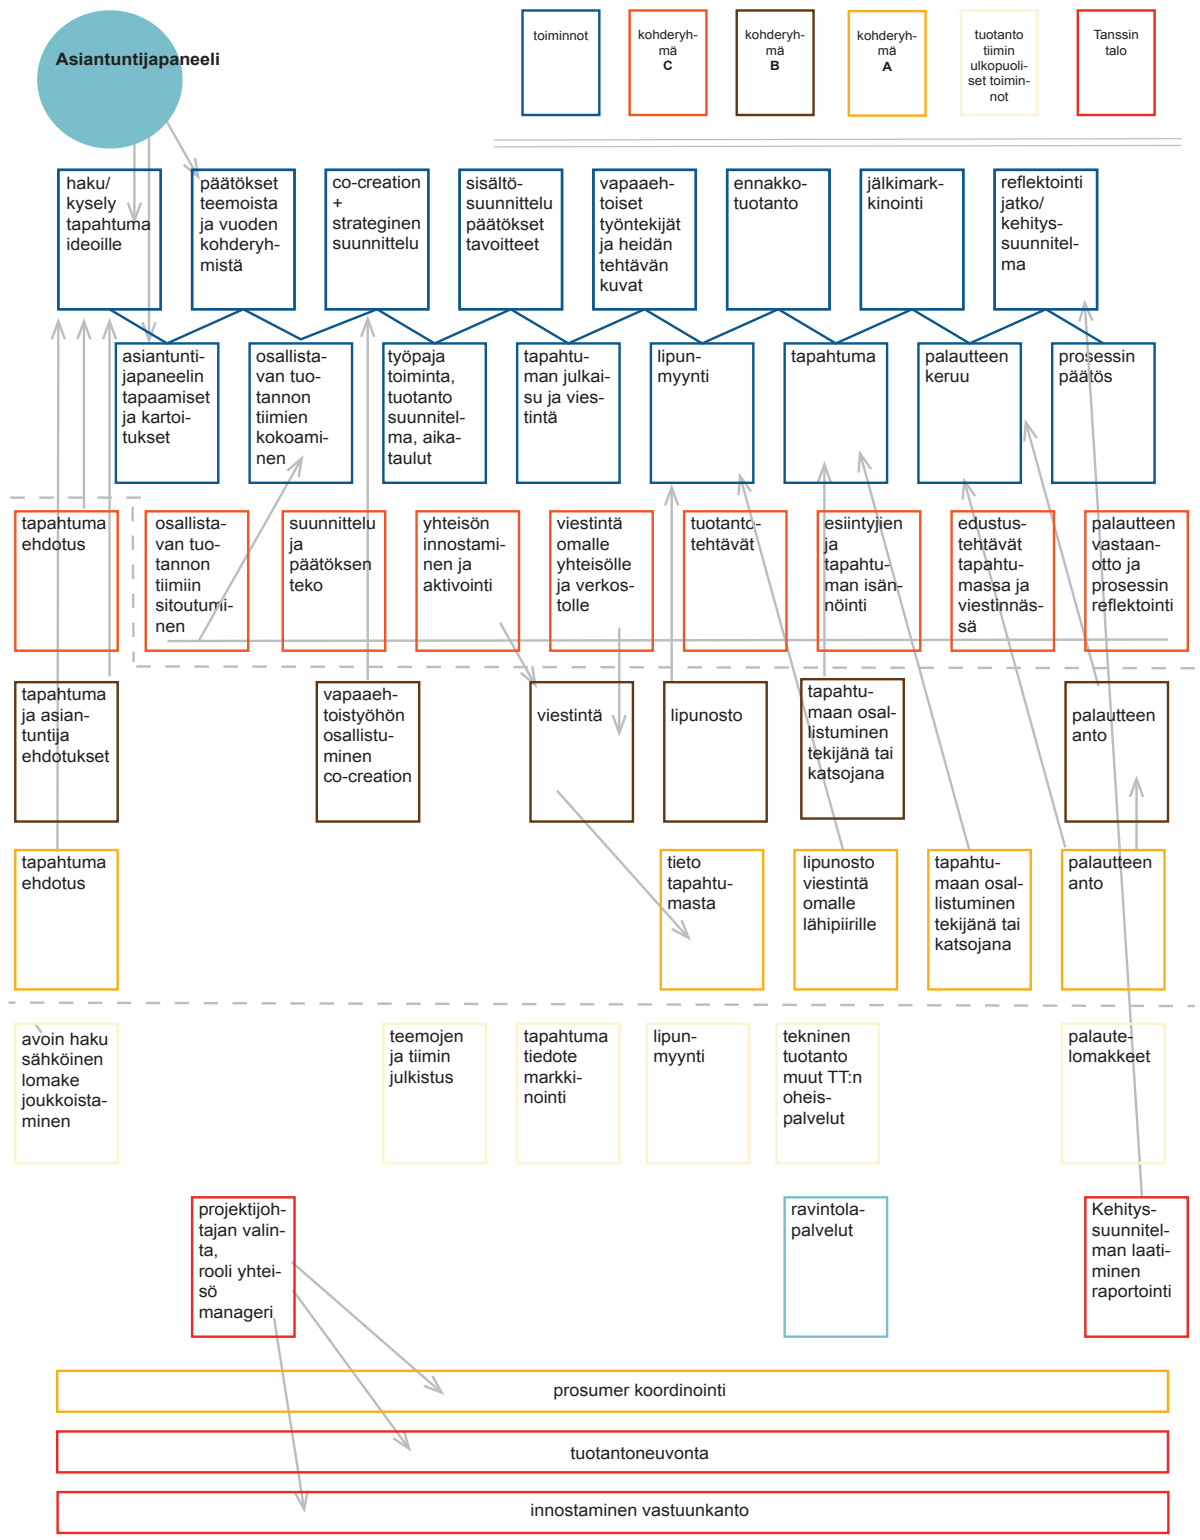 Asiantuntijapaneeli
toiminnot
kohderyh-
mä
C
kohderyh-
mä
B
kohderyh-
mä
A
tuotanto
tiimin
ulkopuoli-
set toimin-
not
Tanssin
talo
haku/
kysely
tapahtuma
ideoille
päätökset
teemoista
ja vuoden
kohderyh-
mistä
co-creation
+
strateginen
suunnittelu
sisältö-
suunnittelu
päätökset
tavoitteet
vapaaeh-
toiset
työntekijät
ja heidän
tehtävän
kuvat
ennakko-
tuotanto
jälkimark-
kinointi
reflektointi
jatko/
kehitys-
suunnitel-
ma
asiantunti-
japaneelin
tapaamiset
ja kartoi-
tukset
osallista-
van tuo-
tannon
tiimien
kokoami-
nen
työpaja
toiminta,
tuotanto
suunnitel-
ma, aika-
taulut
tapahtu-
man julkai-
su ja vies-
tintä
lipun-
myynti
tapahtuma
palautteen
keruu
prosessin
päätös
tapahtuma
ehdotus
osallista-
van tuo-
tannon
tiimiin
sitoutumi-
nen
suunnittelu
ja
päätöksen
teko
yhteisön
innostami-
nen ja
aktivointi
viestintä
omalle
yhteisölle
ja verkos-
tolle
tuotanto-
tehtävät
esiintyjien
ja
tapahtu-
man isän-
nöinti
edustus-
tehtävät
tapahtu-
massa ja
viestinnäs-
sä
palautteen
vastaan-
otto ja
prosessin
reflektointi
tapahtuma
ja asian-
tuntija
ehdotukset
vapaaeh-
toistyöhön
osallistu-
minen
co-creation
viestintä
lipunosto
tapahtu-
maan osal-
listuminen
tekijänä tai
katsojana
palautteen
anto
tapahtuma
ehdotus
tieto
tapahtu-
masta
lipunosto
viestintä
omalle
lähipiirille
tapahtu-
maan osal-
listuminen
tekijänä tai
katsojana
palautteen
anto
avoin haku
sähköinen
lomake
joukkoista-
minen
teemojen
ja tiimin
julkistus
tapahtuma
tiedote
markki-
nointi
lipun-
myynti
tekninen
tuotanto
muut TT:n
oheis-
palvelut
palaute-
lomakkeet
projektijoh-
tajan valin-
ta,
rooli yhtei-
sö
manageri
ravintola-
palvelut
Kehitys-
suunnitel-
man laati-
minen
raportointi
prosumer koordinointi
tuotantoneuvonta
innostaminen vastuunkanto